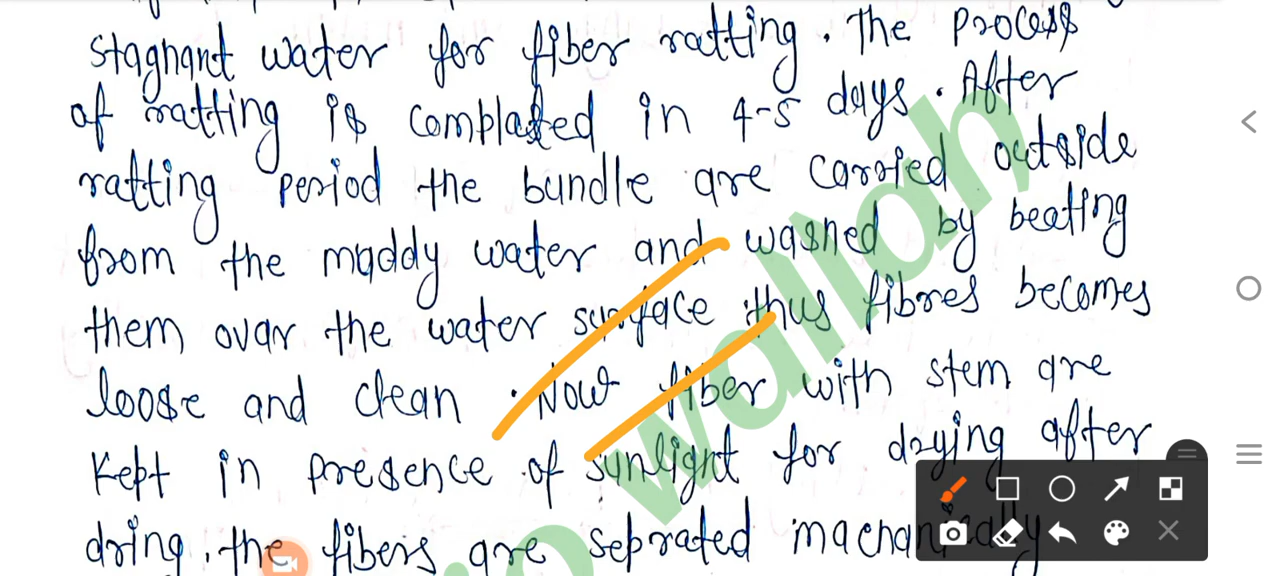 stagnant water for fiber ratting. The process
of ratting is complated in 4-5 days. After
ratting period the bundle are carried outside
from the maddy water and washed by beating
them ovar the water surface thus fibres becomes
loose and clean. Now fiber with stem are
kept in presence of sunlight for drying after
dring, the fibers are seprated machanically
wallah